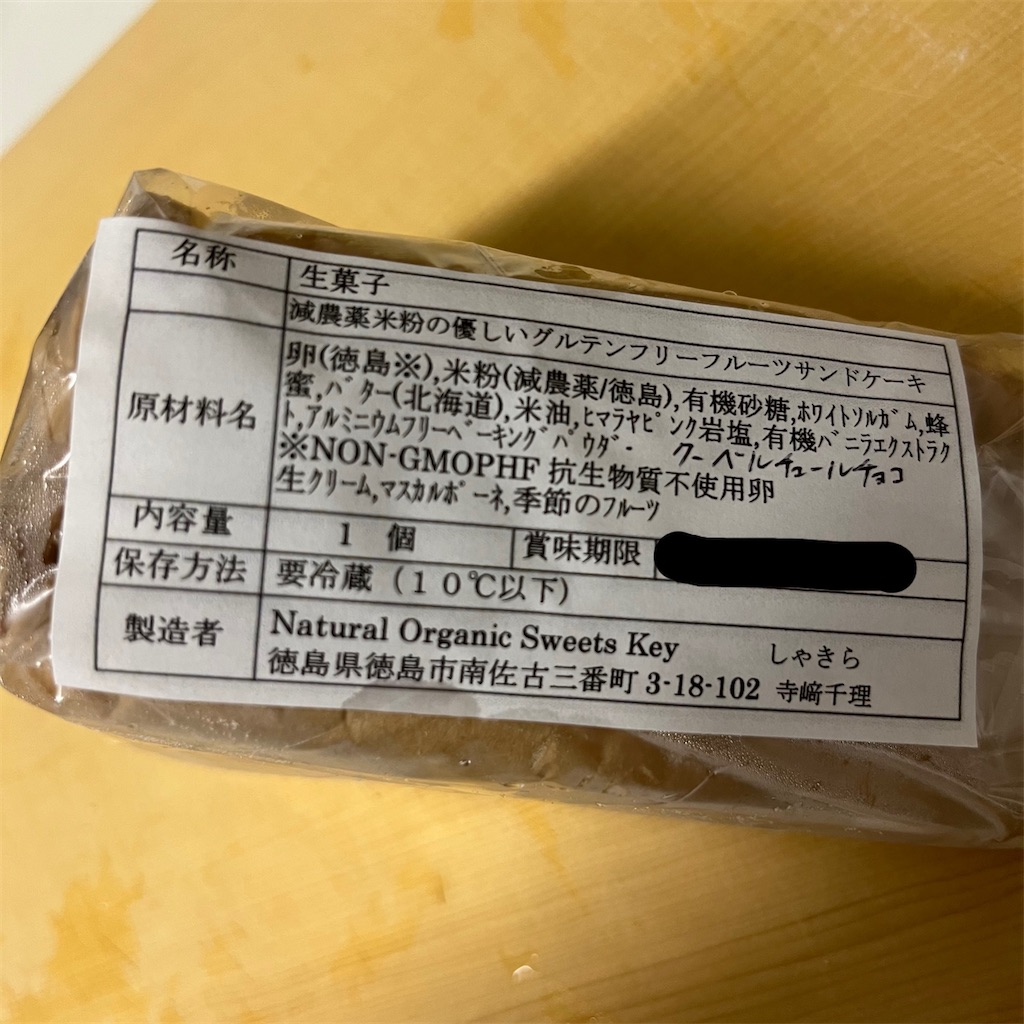 名称 生菓子
減農薬米粉の優しいグルテンフリーフルーツサンドケーキ
原材料名
卵(徳島※),米粉(減農薬/徳島),有機砂糖,ホワイトソルガム,蜂
蜜,バター(北海道),米油,ヒマラヤピンク岩塩,有機バニラエクストラク
ト,アルミニウムフリーベーキングパウダー クーベルチュールチョコ
※NON-GMOPHF 抗生物質不使用卵
生クリーム,マスカルポーネ,季節のフルーツ
内容量 1 個 賞味期限
保存方法 要冷蔵(10℃以下)
製造者
Natural Organic Sweets Key しゃきら
徳島県徳島市南佐古三番町 3-18-102 寺﨑千理